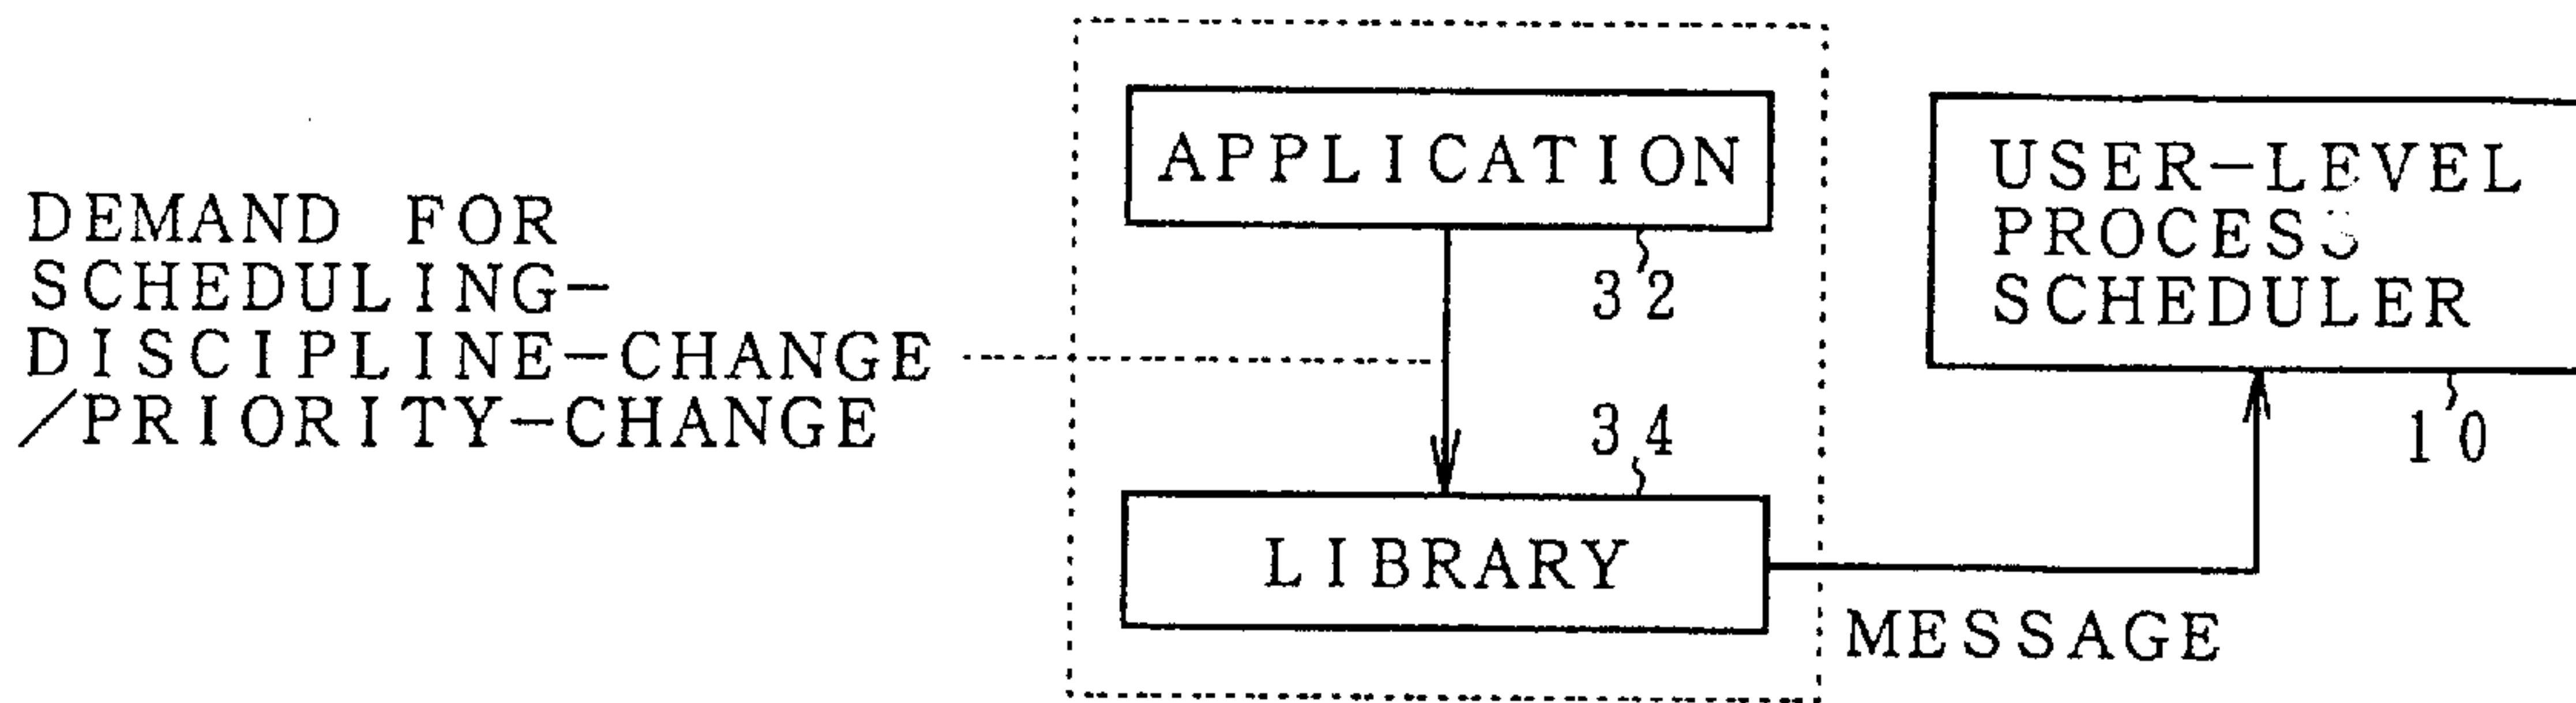 DEMAND FOR
SCHEDULING-
DISCIPLINE-CHANGE
/PRIORITY-CHANGE
APPLICATION
32
34
LIBRARY
MESSAGE
USER-LEVEL
PROCESS
SCHEDULER
10